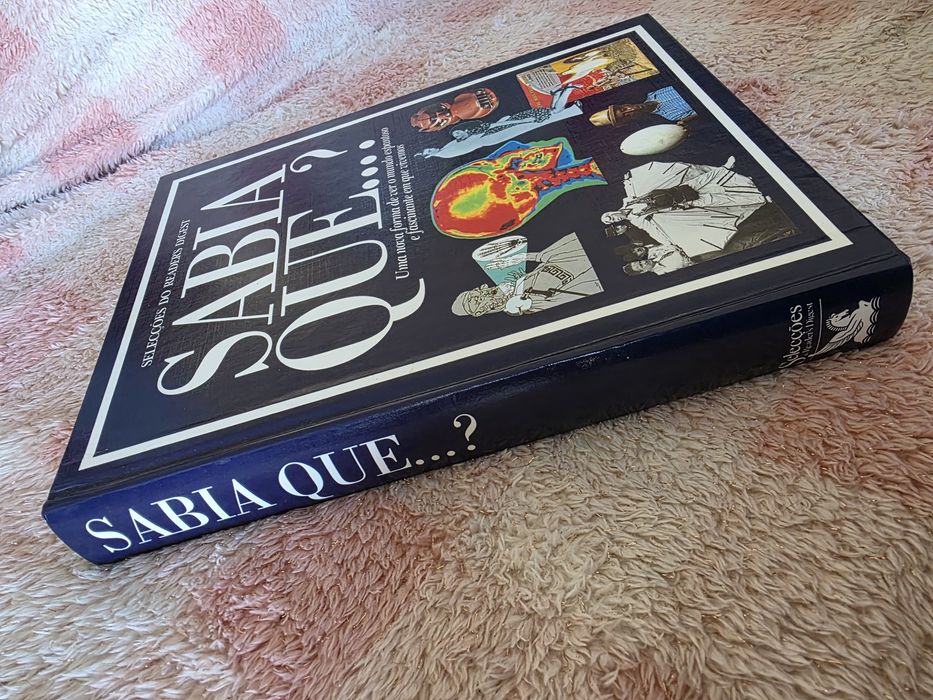 SELECÇÕES DO READER'S DIGEST
SABIA
QUE...?
Uma nova forma de ver o mundo espantoso
e fascinante em que vivemos
SABIA QUE...?
Selecções
Reader's Digest